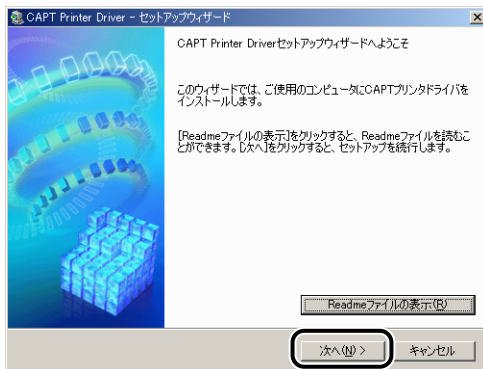 CAPT Printer Driver - セットアップウィザード
CAPT Printer Driverセットアップウィザードへようこそ
このウィザードでは、ご使用のコンピュータにCAPTプリンタドライバを
インストールします。
[Readmeファイルの表示]をクリックすると、Readmeファイルを読むこ
とができます。[次へ]をクリックすると、セットアップを続行します。
Readmeファイルの表示(R)
次へ(N) >
キャンセル